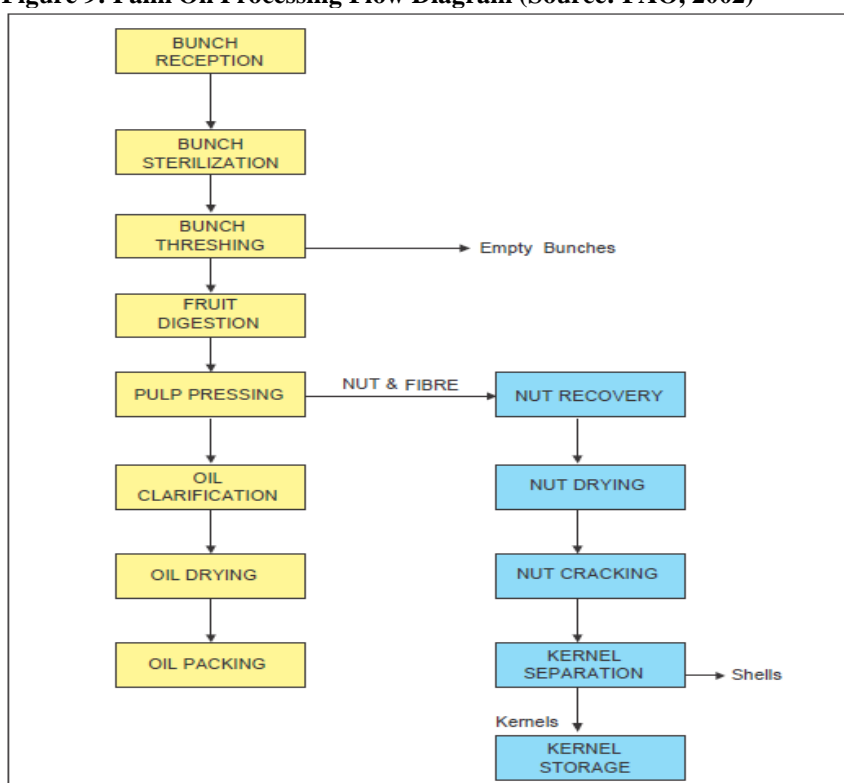 Figure 9. Palm Oil Processing Flow Diagram (Source: FAO, 2002)
BUNCH
RECEPTION
BUNCH
STERILIZATION
BUNCH
THRESHING
Empty Bunches
FRUIT
DIGESTION
PULP PRESSING
NUT & FIBRE
NUT RECOVERY
OIL
CLARIFICATION
NUT DRYING
OIL DRYING
NUT CRACKING
OIL PACKING
KERNEL
SEPARATION
Shells
Kernels
KERNEL
STORAGE